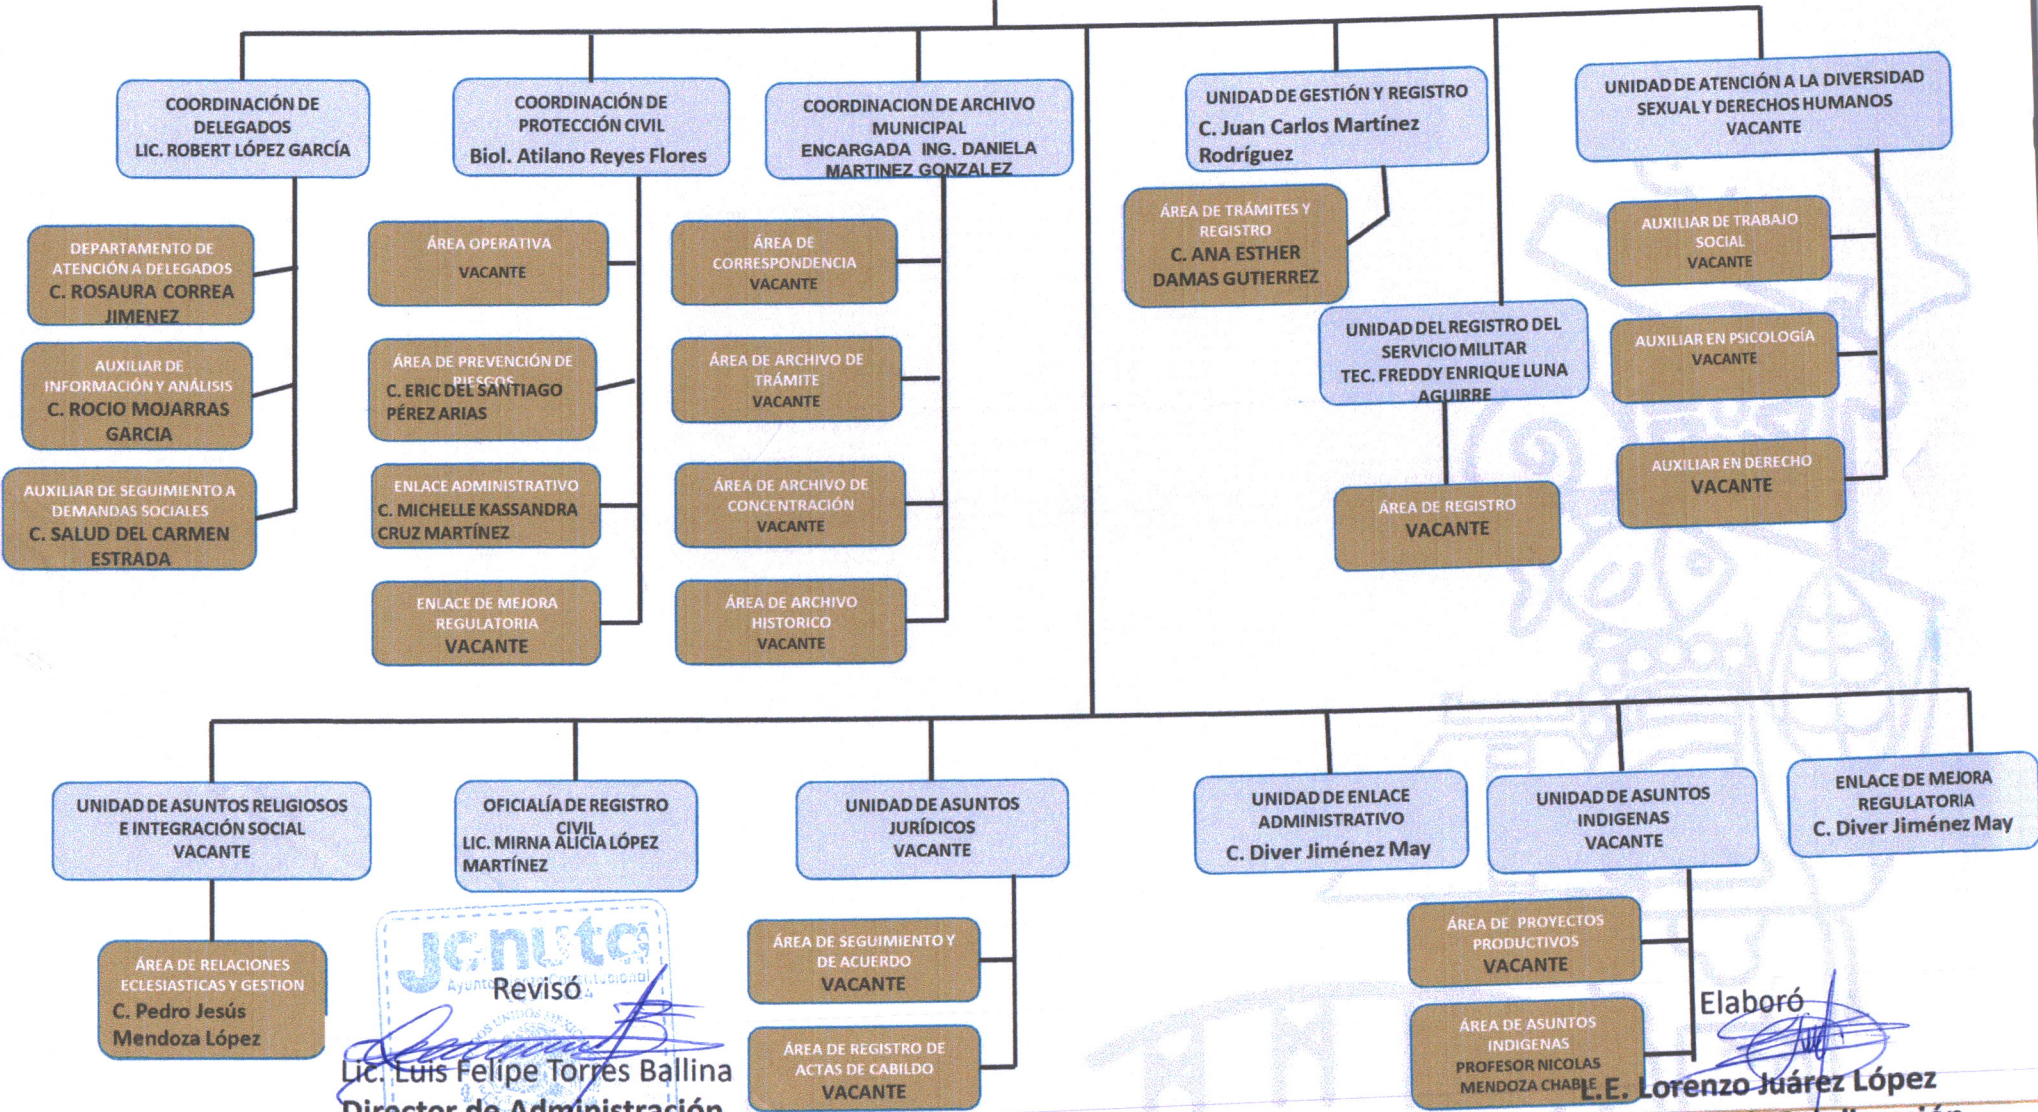 COORDINACIÓN DE
DELEGADOS
LIC. ROBERT LÓPEZ GARCÍA
COORDINACIÓN DE
PROTECCIÓN CIVIL
Biol. Atilano Reyes Flores
COORDINACION DE ARCHIVO
MUNICIPAL
ENCARGADA ING. DANIELA
MARTINEZ GONZALEZ
UNIDAD DE GESTIÓN Y REGISTRO
C. Juan Carlos Martínez
Rodríguez
UNIDAD DE ATENCIÓN A LA DIVERSIDAD
SEXUAL Y DERECHOS HUMANOS
VACANTE
DEPARTAMENTO DE
ATENCIÓN A DELEGADOS
C. ROSAURA CORREA
JIMENEZ
AUXILIAR DE
INFORMACIÓN Y ANÁLISIS
C. ROCIO MOJARRAS
GARCIA
AUXILIAR DE SEGUIMIENTO A
DEMANDAS SOCIALES
C. SALUD DEL CARMEN
ESTRADA
ÁREA OPERATIVA
VACANTE
ÁREA DE PREVENCIÓN DE
RIESGOS
C. ERIC DEL SANTIAGO
PÉREZ ARIAS
ENLACE ADMINISTRATIVO
C. MICHELLE KASSANDRA
CRUZ MARTÍNEZ
ENLACE DE MEJORA
REGULATORIA
VACANTE
ÁREA DE
CORRESPONDENCIA
VACANTE
ÁREA DE ARCHIVO DE
TRÁMITE
VACANTE
ÁREA DE ARCHIVO DE
CONCENTRACIÓN
VACANTE
ÁREA DE ARCHIVO
HISTORICO
VACANTE
ÁREA DE TRÁMITES Y
REGISTRO
C. ANA ESTHER
DAMAS GUTIERREZ
UNIDAD DEL REGISTRO DEL
SERVICIO MILITAR
TEC. FREDDY ENRIQUE LUNA
AGUIRRE
ÁREA DE REGISTRO
VACANTE
AUXILIAR DE TRABAJO
SOCIAL
VACANTE
AUXILIAR EN PSICOLOGÍA
VACANTE
AUXILIAR EN DERECHO
VACANTE
UNIDAD DE ASUNTOS RELIGIOSOS
E INTEGRACIÓN SOCIAL
VACANTE
OFICIALÍA DE REGISTRO
CIVIL
LIC. MIRNA ALICIA LÓPEZ
MARTÍNEZ
UNIDAD DE ASUNTOS
JURÍDICOS
VACANTE
UNIDAD DE ENLACE
ADMINISTRATIVO
C. Diver Jiménez May
UNIDAD DE ASUNTOS
INDIGENAS
VACANTE
ENLACE DE MEJORA
REGULATORIA
C. Diver Jiménez May
ÁREA DE RELACIONES
ECLESIASTICAS Y GESTION
C. Pedro Jesús
Mendoza López
ÁREA DE SEGUIMIENTO Y
DE ACUERDO
VACANTE
ÁREA DE REGISTRO DE
ACTAS DE CABILDO
VACANTE
ÁREA DE PROYECTOS
PRODUCTIVOS
VACANTE
ÁREA DE ASUNTOS
INDIGENAS
PROFESOR NICOLAS
MENDOZA CHABLE
Jonuta
Ayuntamiento Constitucional
Revisó
Lic. Luis Felipe Torres Ballina
Director de Administración
Elaboró
L.E. Lorenzo Juárez López